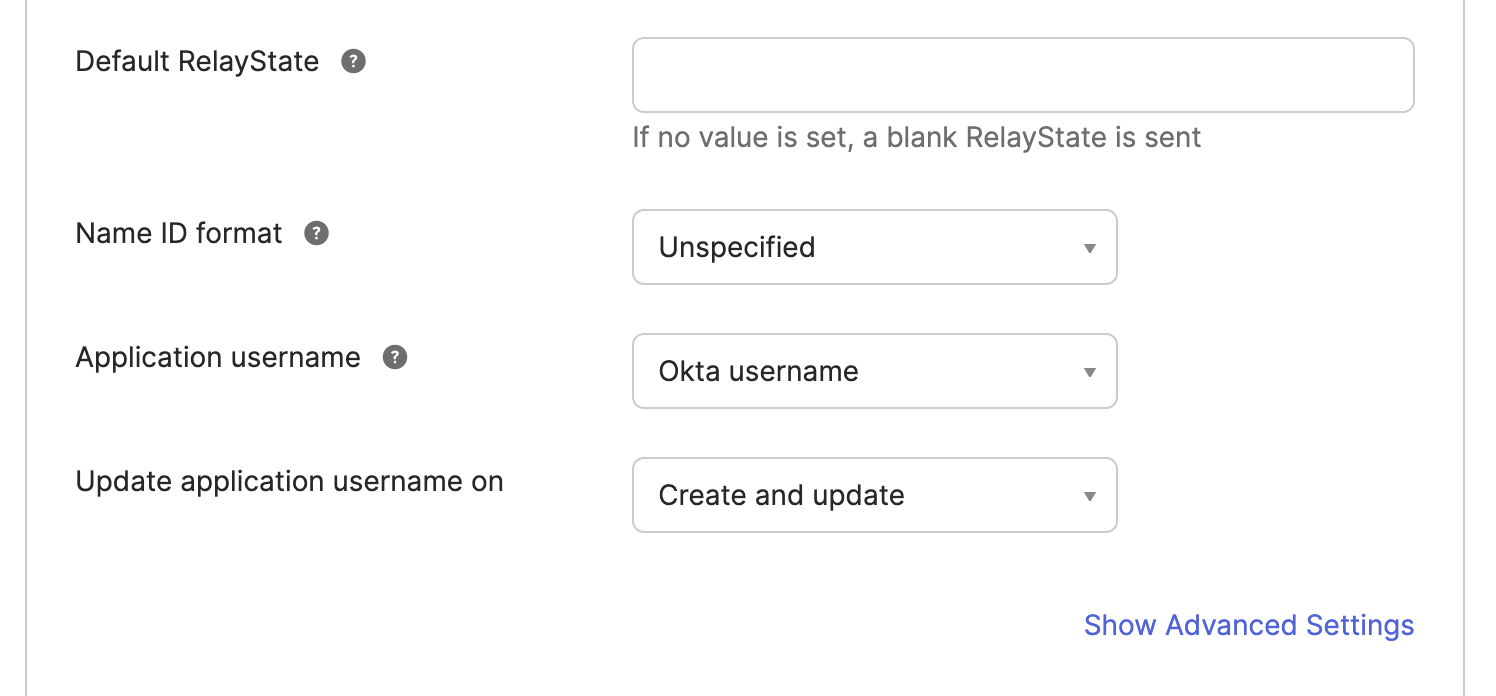 Default RelayState ?
If no value is set, a blank RelayState is sent
Name ID format ?
Unspecified
Application username ?
Okta username
Update application username on
Create and update
Show Advanced Settings